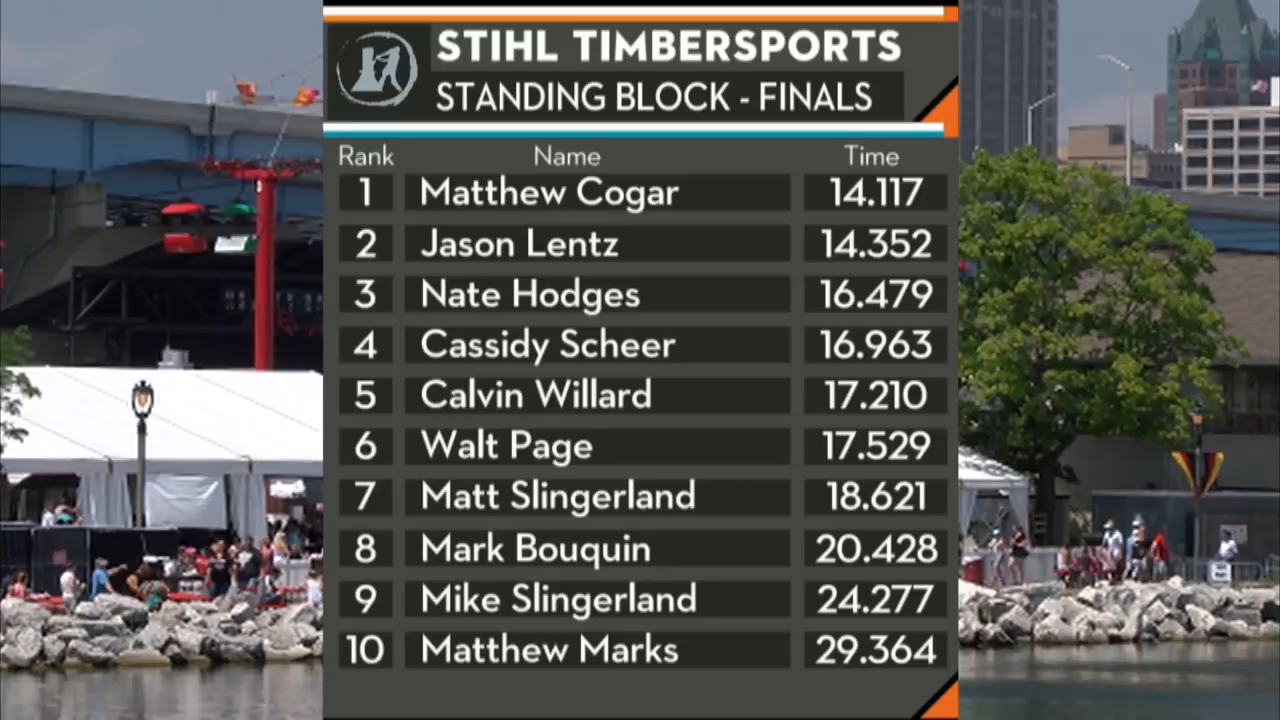 STIHL TIMBERSPORTS
STANDING BLOCK - FINALS
Rank Name Time
1 Matthew Cogar 14.117
2 Jason Lentz 14.352
3 Nate Hodges 16.479
4 Cassidy Scheer 16.963
5 Calvin Willard 17.210
6 Walt Page 17.529
7 Matt Slingerland 18.621
8 Mark Bouquin 20.428
9 Mike Slingerland 24.277
10 Matthew Marks 29.364